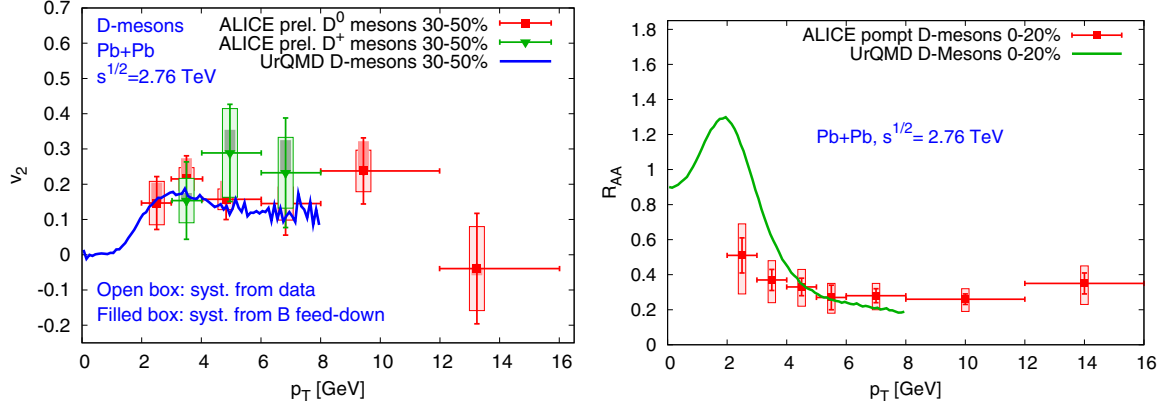 0.7
0.6
0.5
0.4
0.3
0.2
0.1
0
-0.1
-0.2
v2
D-mesons
Pb+Pb
s^1/2=2.76 TeV
ALICE prel. D^0 mesons 30-50%
ALICE prel. D^+ mesons 30-50%
UrQMD D-mesons 30-50%
Open box: syst. from data
Filled box: syst. from B feed-down
0 2 4 6 8 10 12 14 16
p_T [GeV]
1.8
1.6
1.4
1.2
1
0.8
0.6
0.4
0.2
0
R_AA
ALICE pompt D-Mesons 0-20%
UrQMD D-Mesons 0-20%
Pb+Pb, s^1/2= 2.76 TeV
0 2 4 6 8 10 12 14 16
p_T [GeV]